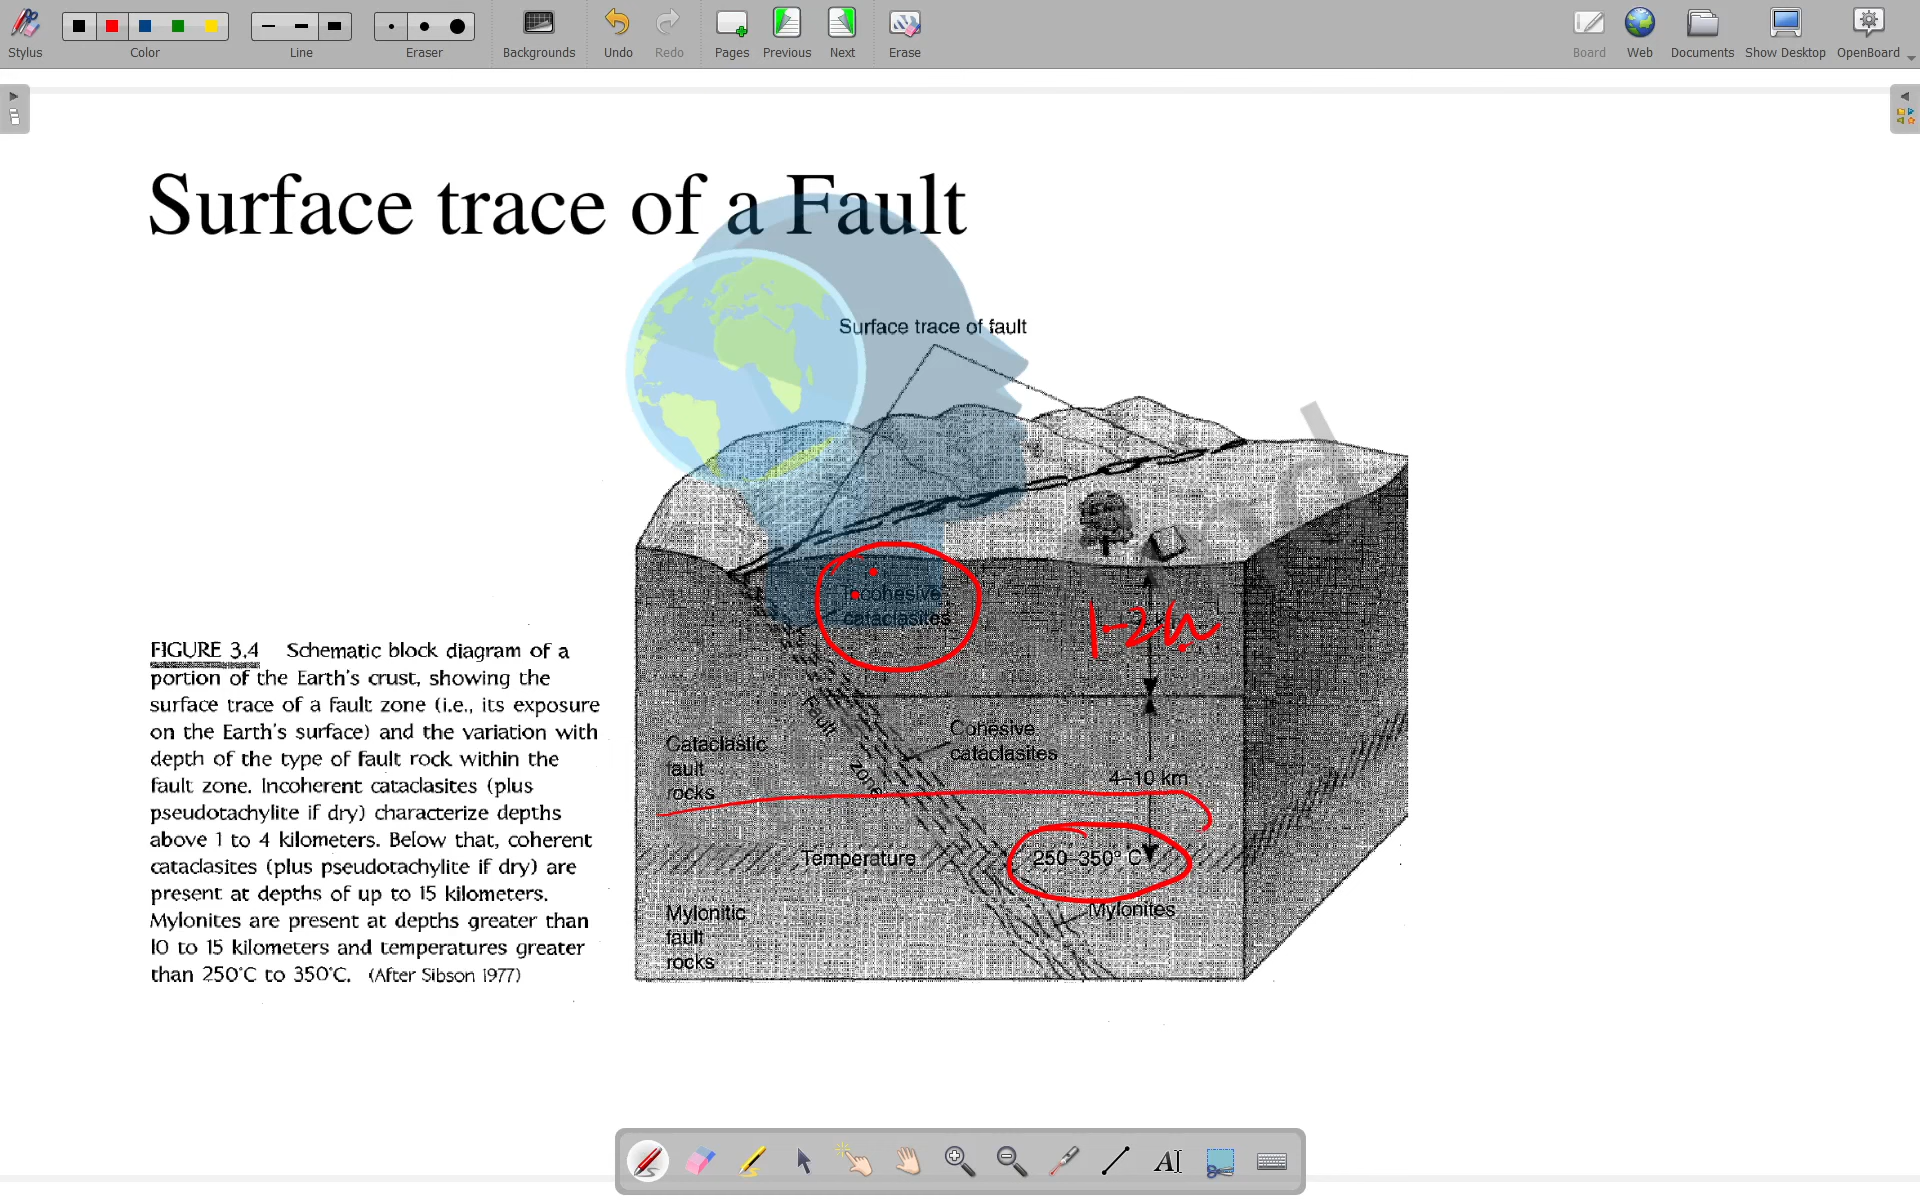 Stylus
Color
Line
Eraser
Backgrounds
Undo
Redo
Pages
Previous
Next
Erase
Board
Web
Documents
Show Desktop
OpenBoard
Surface trace of a Fault
Surface trace of fault
Incohesive
cataclasites
1-2
Fault
zone
Cohesive
cataclasites
Cataclastic
fault
rocks
4–10 km
Temperature
250–350° C
Mylonites
Mylonitic
fault
rocks
FIGURE 3.4 Schematic block diagram of a
portion of the Earth's crust, showing the
surface trace of a fault zone (i.e., its exposure
on the Earth's surface) and the variation with
depth of the type of fault rock within the
fault zone. Incoherent cataclasites (plus
pseudotachylite if dry) characterize depths
above 1 to 4 kilometers. Below that, coherent
cataclasites (plus pseudotachylite if dry) are
present at depths of up to 15 kilometers.
Mylonites are present at depths greater than
10 to 15 kilometers and temperatures greater
than 250°C to 350°C. (After Sibson 1977)